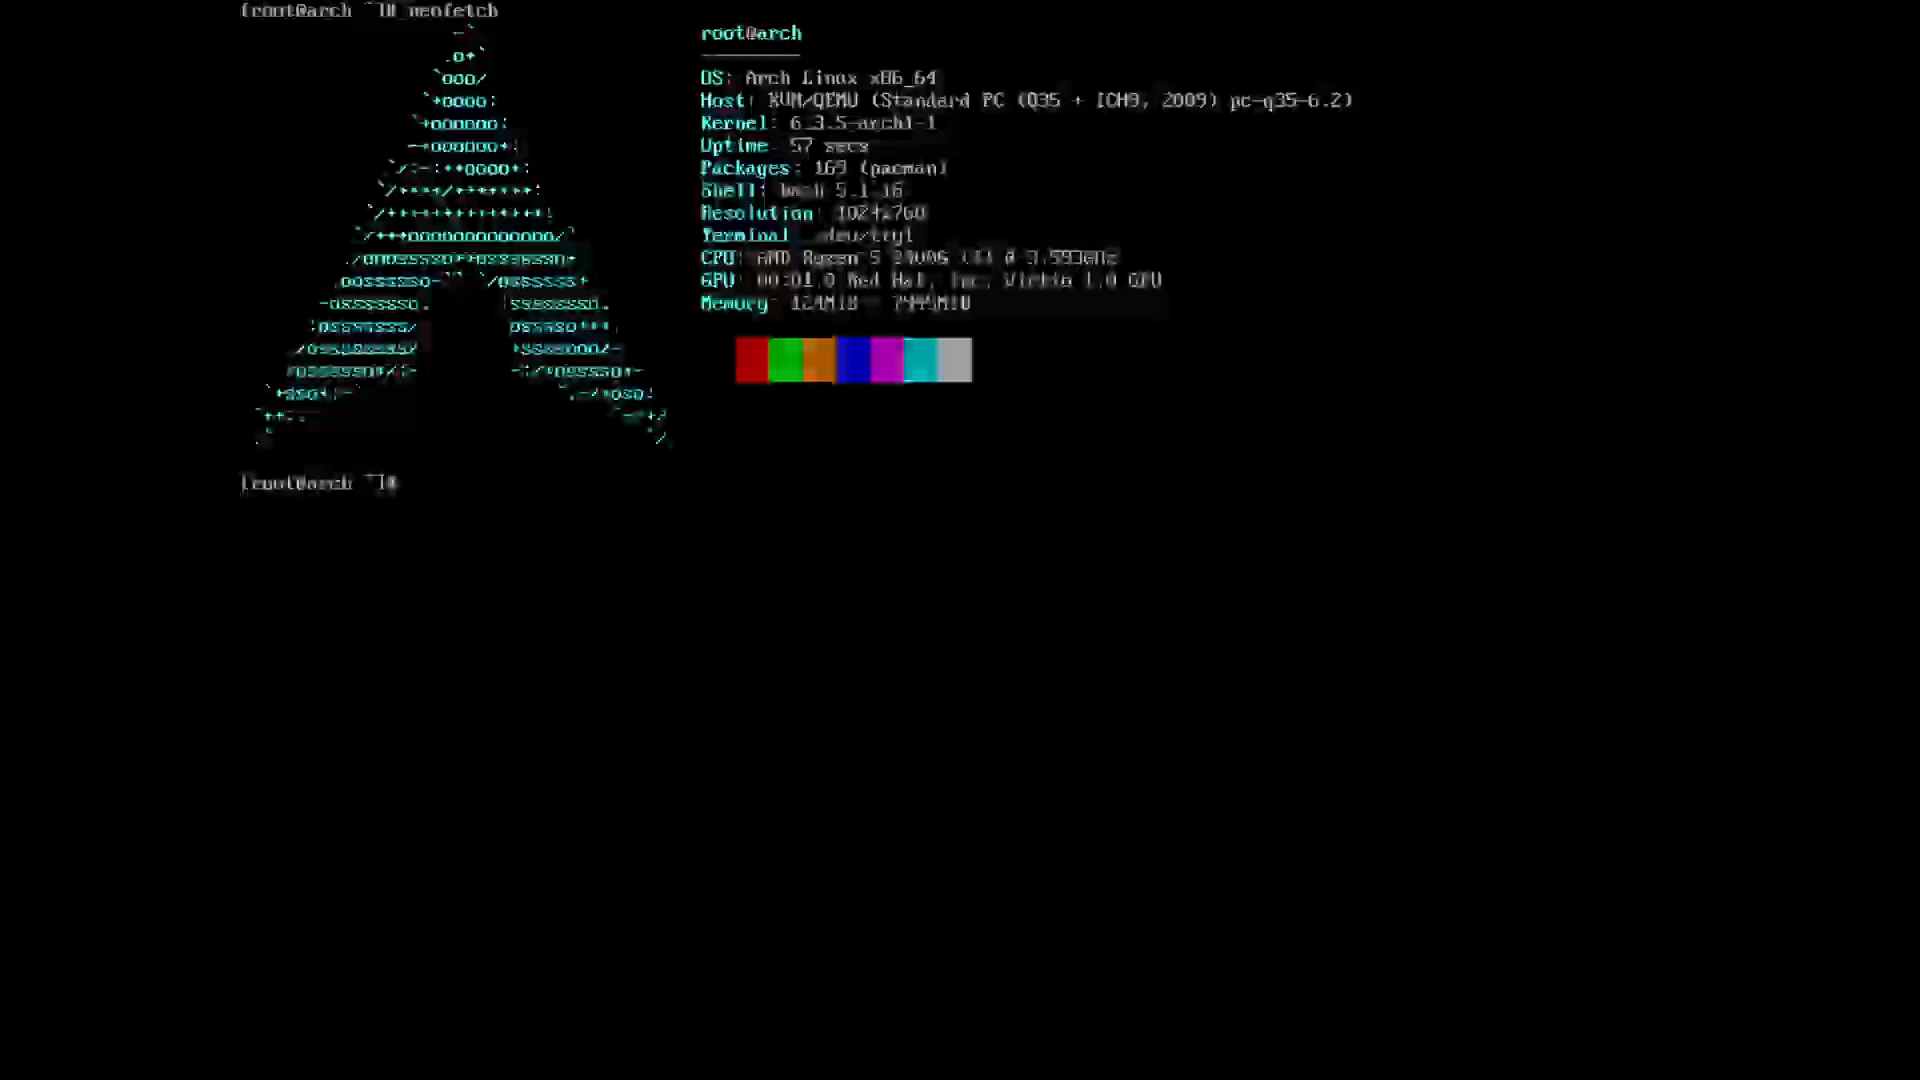 [root@arch ~]# neofetch
root@arch
OS: Arch Linux x86_64
Host: KVM/QEMU (Standard PC (Q35 + ICH9, 2009) pc-q35-6.2)
Kernel: 6.3.5-arch1-1
Uptime: 57 secs
Packages: 169 (pacman)
Shell: bash 5.1.16
Resolution: 1024x768
Terminal: /dev/tty1
CPU: AMD Ryzen 5 @ 3.593GHz
GPU: 00:01.0 Red Hat, Inc. Virtio 1.0 GPU
Memory:
[root@arch ~]#